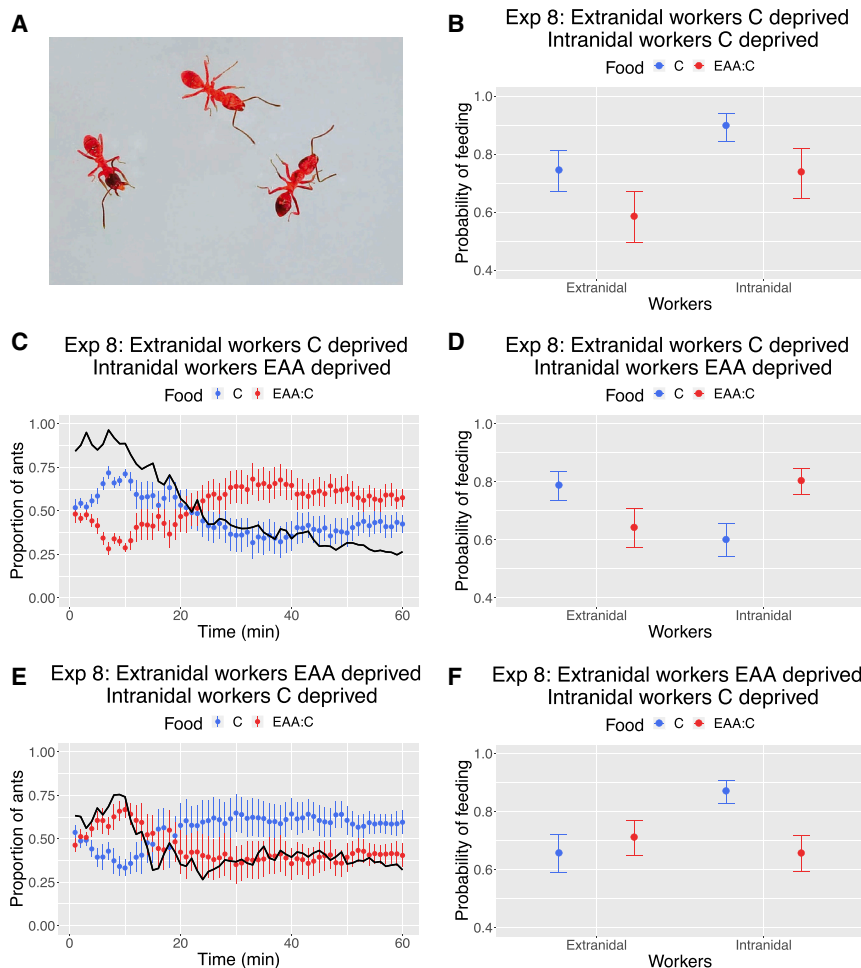 A
B
Exp 8: Extranidal workers C deprived
Intranidal workers C deprived
Food C EAA:C
Probability of feeding
1.0
0.8
0.6
0.4
Extranidal Intranidal
Workers
C
Exp 8: Extranidal workers C deprived
Intranidal workers EAA deprived
Food C EAA:C
Proportion of ants
1.00
0.75
0.50
0.25
0.00
0 20 40 60
Time (min)
D
Exp 8: Extranidal workers C deprived
Intranidal workers EAA deprived
Food C EAA:C
Probability of feeding
1.0
0.8
0.6
0.4
Extranidal Intranidal
Workers
E
Exp 8: Extranidal workers EAA deprived
Intranidal workers C deprived
Food C EAA:C
Proportion of ants
1.00
0.75
0.50
0.25
0.00
0 20 40 60
Time (min)
F
Exp 8: Extranidal workers EAA deprived
Intranidal workers C deprived
Food C EAA:C
Probability of feeding
1.0
0.8
0.6
0.4
Extranidal Intranidal
Workers